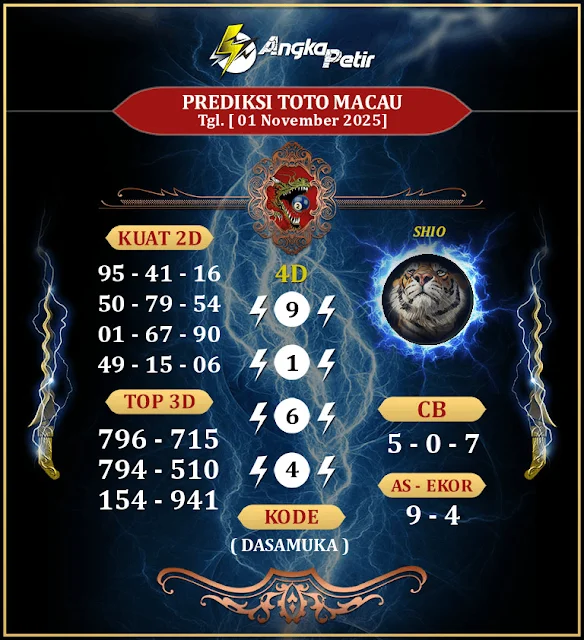 Angka Petir
PREDIKSI TOTO MACAU
Tgl. [ 01 November 2025]
KUAT 2D
95 - 41 - 16
50 - 79 - 54
01 - 67 - 90
49 - 15 - 06
TOP 3D
796 - 715
794 - 510
154 - 941
4D
9
1
6
4
KODE
( DASAMUKA )
SHIO
CB
5 - 0 - 7
AS - EKOR
9 - 4